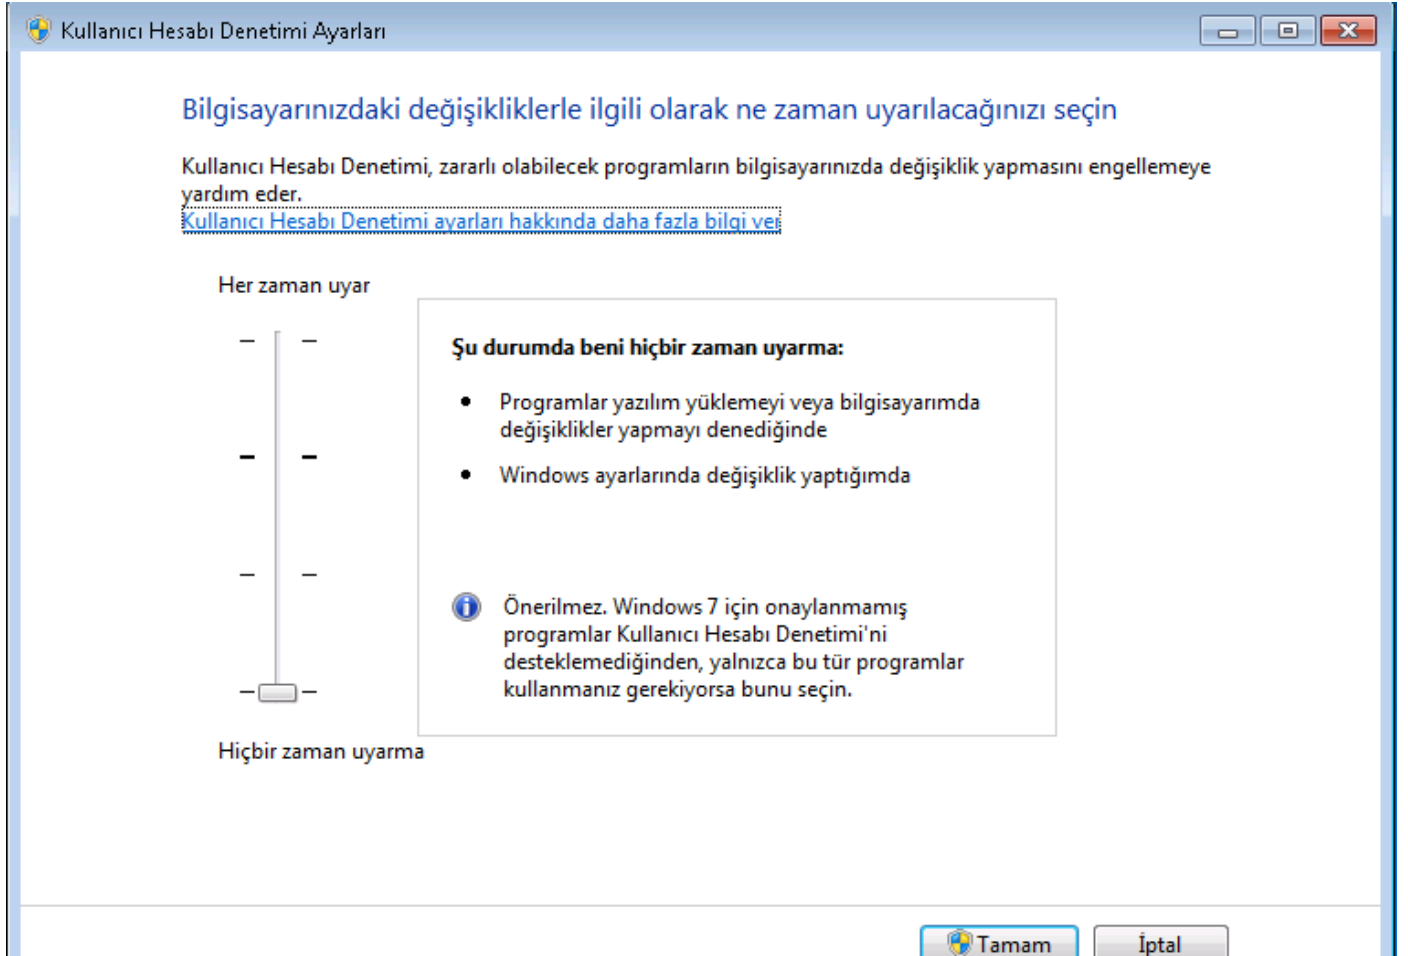 Kullanıcı Hesabı Denetimi Ayarları
Bilgisayarınızdaki değişikliklerle ilgili olarak ne zaman uyarılacağınızı seçin
Kullanıcı Hesabı Denetimi, zararlı olabilecek programların bilgisayarınızda değişiklik yapmasını engellemeye
yardım eder.
Kullanıcı Hesabı Denetimi ayarları hakkında daha fazla bilgi ver
Her zaman uyar
Şu durumda beni hiçbir zaman uyarma:
• Programlar yazılım yüklemeyi veya bilgisayarımda
değişiklikler yapmayı denediğinde
• Windows ayarlarında değişiklik yaptığımda
Önerilmez. Windows 7 için onaylanmamış
programlar Kullanıcı Hesabı Denetimi'ni
desteklemediğinden, yalnızca bu tür programlar
kullanmanız gerekiyorsa bunu seçin.
Hiçbir zaman uyarma
Tamam
İptal